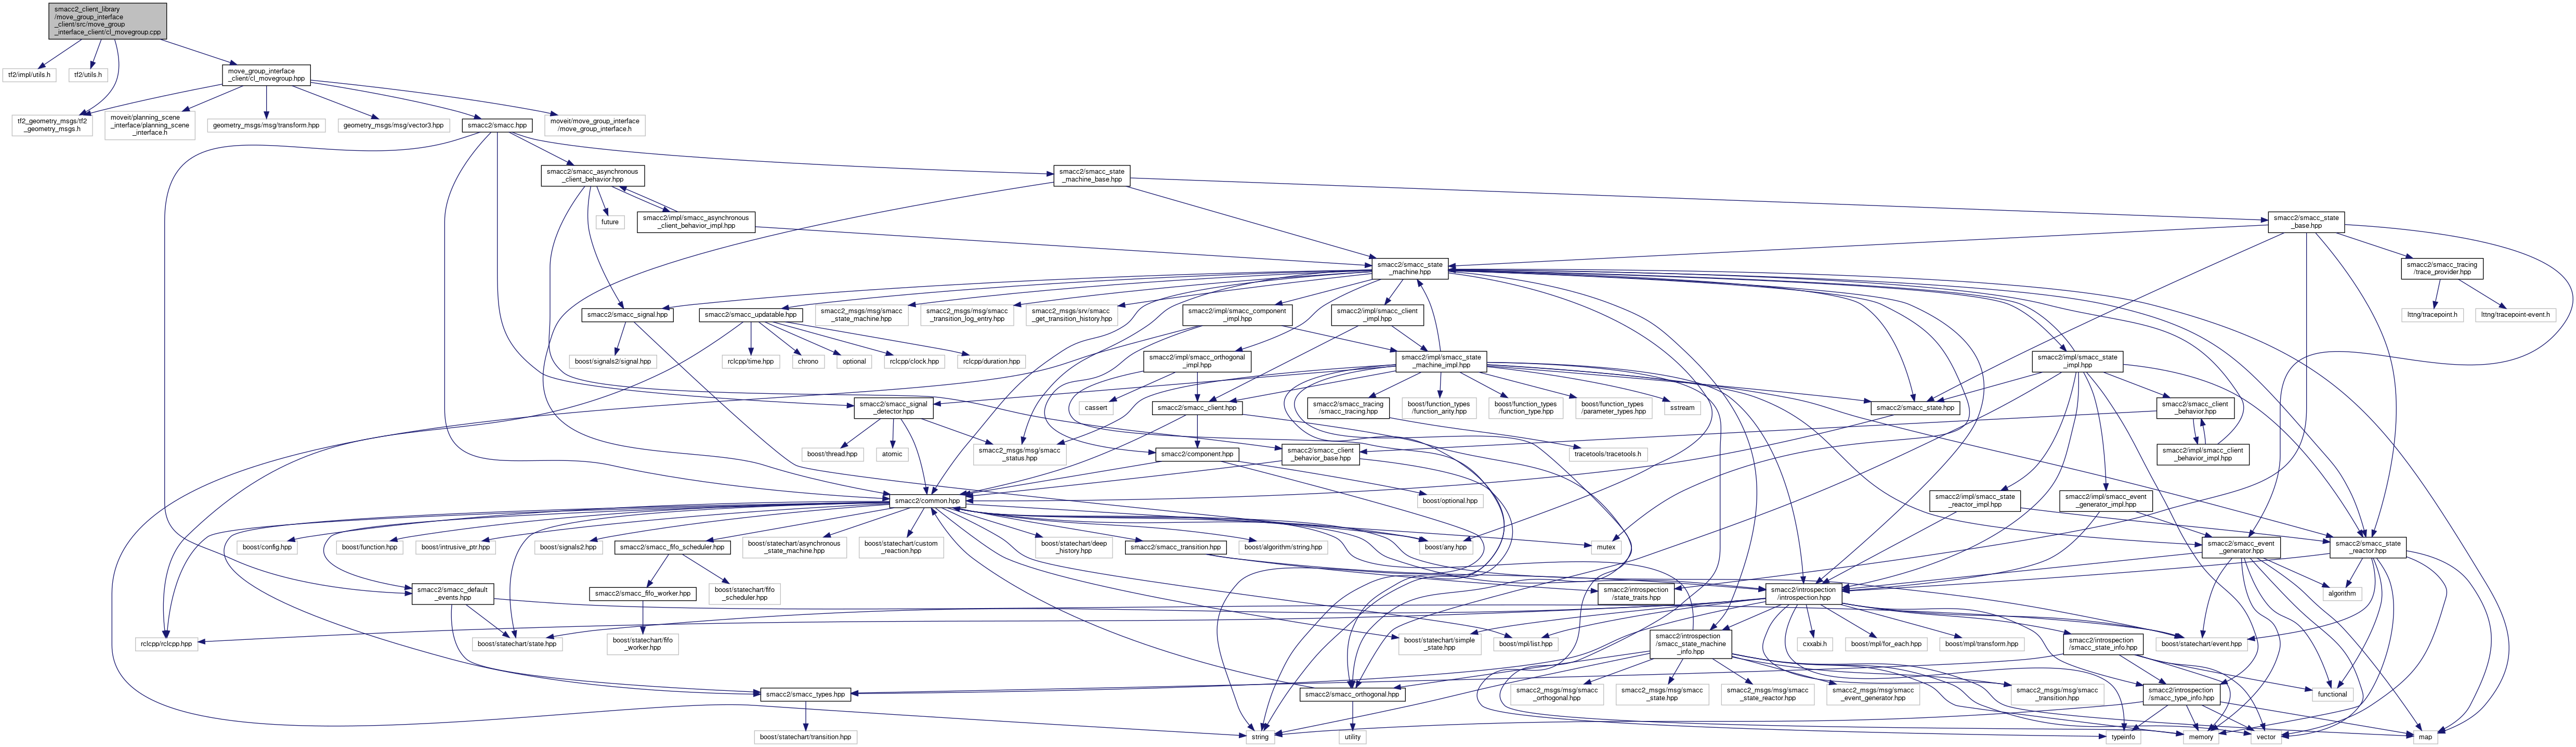 smacc2_client_library
/move_group_interface
_client/src/move_group
_interface_client/cl_movegroup.cpp
tf2/impl/utils.h
tf2/utils.h
move_group_interface
_client/cl_movegroup.hpp
tf2_geometry_msgs/tf2
_geometry_msgs.h
moveit/planning_scene
_interface/planning_scene
_interface.h
geometry_msgs/msg/transform.hpp
geometry_msgs/msg/vector3.hpp
smacc2/smacc.hpp
moveit/move_group_interface
/move_group_interface.h
smacc2/smacc_asynchronous
_client_behavior.hpp
smacc2/smacc_state
_machine_base.hpp
future
smacc2/impl/smacc_asynchronous
_client_behavior_impl.hpp
smacc2/smacc_state
_base.hpp
smacc2/smacc_state
_machine.hpp
smacc2/smacc_tracing
/trace_provider.hpp
smacc2/smacc_signal.hpp
smacc2/smacc_updatable.hpp
smacc2_msgs/msg/smacc
_state_machine.hpp
smacc2_msgs/msg/smacc
_transition_log_entry.hpp
smacc2_msgs/srv/smacc
_get_transition_history.hpp
smacc2/impl/smacc_component
_impl.hpp
smacc2/impl/smacc_client
_impl.hpp
lttng/tracepoint.h
lttng/tracepoint-event.h
boost/signals2/signal.hpp
rclcpp/time.hpp
chrono
optional
rclcpp/clock.hpp
rclcpp/duration.hpp
smacc2/impl/smacc_orthogonal
_impl.hpp
smacc2/impl/smacc_state
_machine_impl.hpp
smacc2/impl/smacc_state
_impl.hpp
smacc2/smacc_signal
_detector.hpp
cassert
smacc2/smacc_client.hpp
smacc2/smacc_tracing
/smacc_tracing.hpp
boost/function_types
/function_arity.hpp
boost/function_types
/function_type.hpp
boost/function_types
/parameter_types.hpp
sstream
smacc2/smacc_state.hpp
smacc2/smacc_client
_behavior.hpp
boost/thread.hpp
atomic
smacc2_msgs/msg/smacc
_status.hpp
smacc2/component.hpp
smacc2/smacc_client
_behavior_base.hpp
tracetools/tracetools.h
smacc2/impl/smacc_client
_behavior_impl.hpp
smacc2/common.hpp
boost/optional.hpp
smacc2/impl/smacc_state
_reactor_impl.hpp
smacc2/impl/smacc_event
_generator_impl.hpp
boost/config.hpp
boost/function.hpp
boost/intrusive_ptr.hpp
boost/signals2.hpp
smacc2/smacc_fifo_scheduler.hpp
boost/statechart/asynchronous
_state_machine.hpp
boost/statechart/custom
_reaction.hpp
boost/statechart/deep
_history.hpp
smacc2/smacc_transition.hpp
boost/algorithm/string.hpp
boost/any.hpp
mutex
smacc2/smacc_event
_generator.hpp
smacc2/smacc_state
_reactor.hpp
smacc2/smacc_default
_events.hpp
smacc2/smacc_fifo_worker.hpp
boost/statechart/fifo
_scheduler.hpp
smacc2/introspection
/state_traits.hpp
smacc2/introspection
/introspection.hpp
algorithm
rclcpp/rclcpp.hpp
boost/statechart/state.hpp
boost/statechart/fifo
_worker.hpp
boost/statechart/simple
_state.hpp
boost/mpl/list.hpp
smacc2/introspection
/smacc_state_machine
_info.hpp
cxxabi.h
boost/mpl/for_each.hpp
boost/mpl/transform.hpp
smacc2/introspection
/smacc_state_info.hpp
boost/statechart/event.hpp
smacc2/smacc_types.hpp
smacc2/smacc_orthogonal.hpp
smacc2_msgs/msg/smacc
_orthogonal.hpp
smacc2_msgs/msg/smacc
_state.hpp
smacc2_msgs/msg/smacc
_state_reactor.hpp
smacc2_msgs/msg/smacc
_event_generator.hpp
smacc2_msgs/msg/smacc
_transition.hpp
smacc2/introspection
/smacc_type_info.hpp
functional
boost/statechart/transition.hpp
string
utility
typeinfo
memory
vector
map